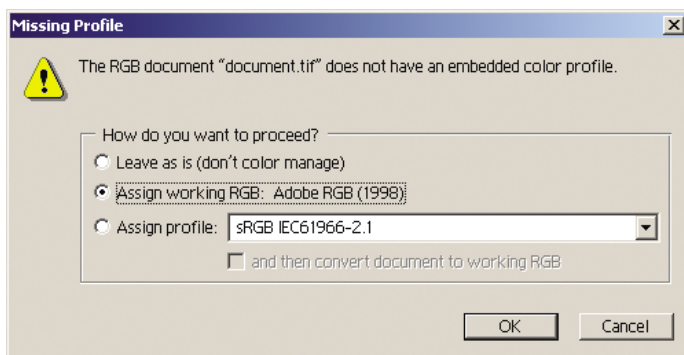 Missing Profile
The RGB document “document.tif” does not have an embedded color profile.
How do you want to proceed?
Leave as is (don't color manage)
Assign working RGB: Adobe RGB (1998)
Assign profile: sRGB IEC61966-2.1
and then convert document to working RGB
OK Cancel